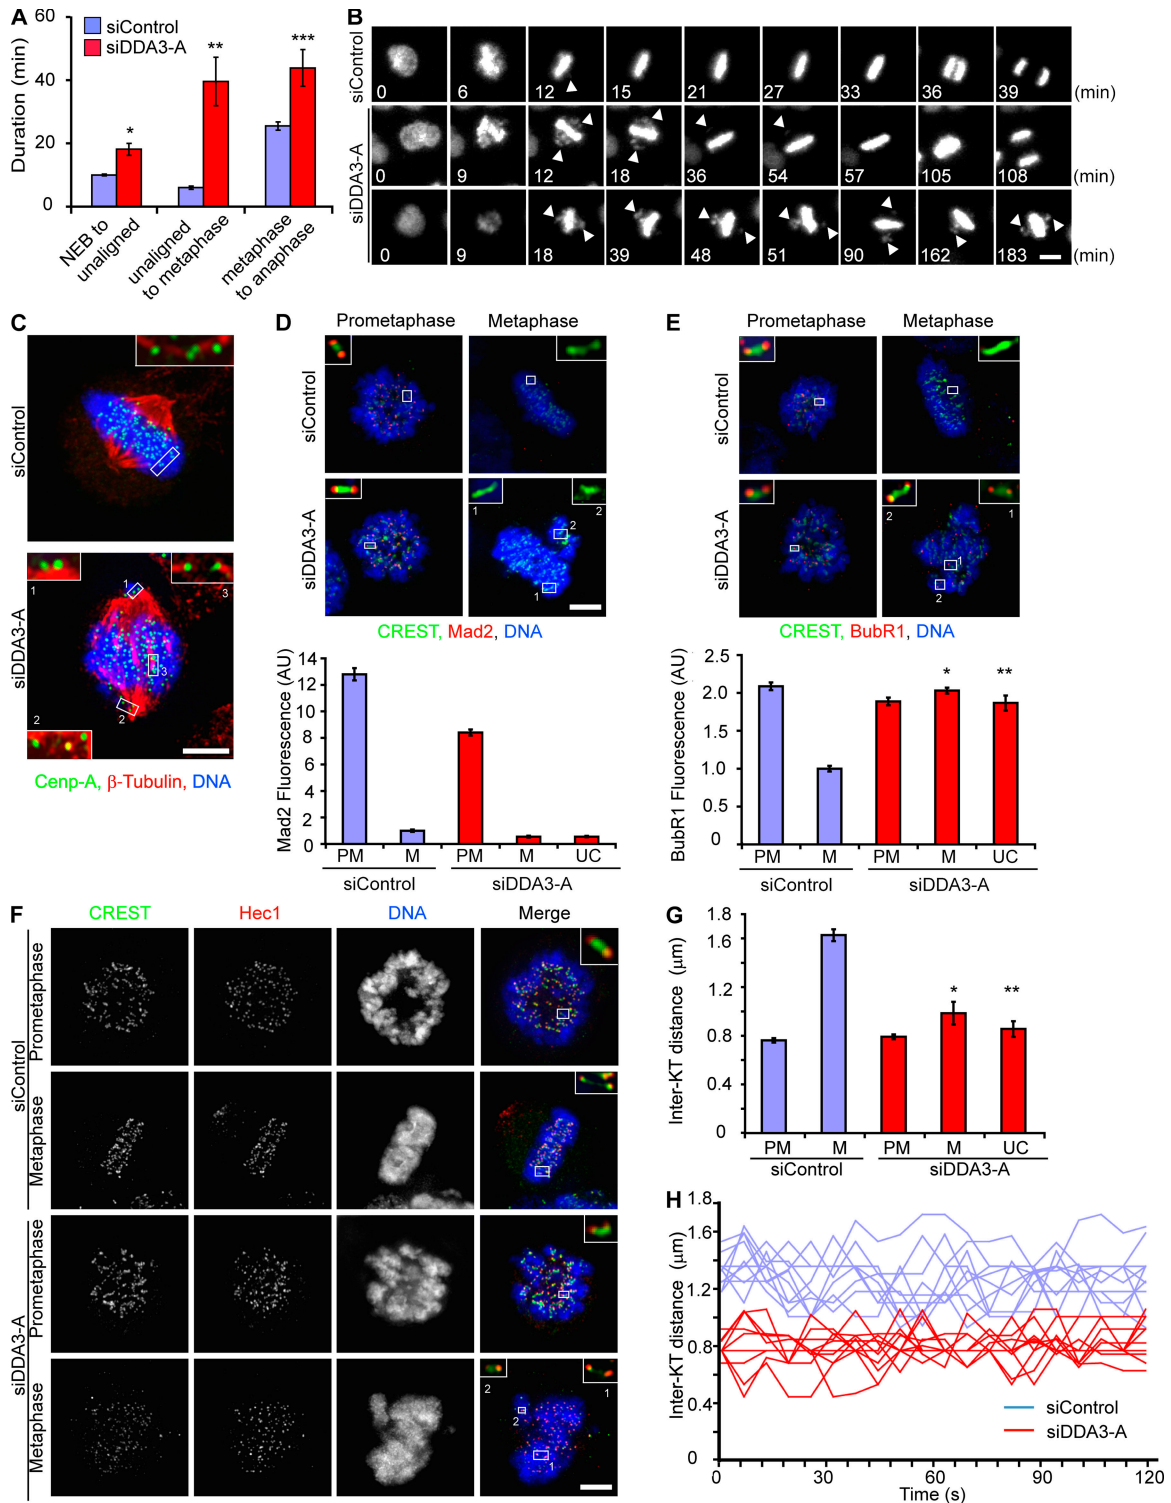 A
60
40
20
0
Duration (min)
siControl
siDDA3-A
*
**
***
NEB to
unaligned
unaligned
to metaphase
metaphase
to anaphase
B
siControl
0 6 12 15 21 27 33 36 39 (min)
siDDA3-A
0 9 12 18 36 54 57 105 108 (min)
0 9 18 39 48 51 90 162 183 (min)
C
siControl
siDDA3-A
1 1 3
3
2 2
Cenp-A, β-Tubulin, DNA
D
Prometaphase Metaphase
siControl
siDDA3-A
1 2
2
1
CREST, Mad2, DNA
14
12
10
8
6
4
2
0
Mad2 Fluorescence (AU)
PM M PM M UC
siControl siDDA3-A
E
Prometaphase Metaphase
siControl
siDDA3-A
2 1
1
2
CREST, BubR1, DNA
2.5
2.0
1.5
1.0
0.5
0
BubR1 Fluorescence (AU)
* **
PM M PM M UC
siControl siDDA3-A
F
CREST Hec1 DNA Merge
siControl
Prometaphase
Metaphase
siDDA3-A
Prometaphase
Metaphase
2 1
2
1
G
1.8
1.6
1.2
0.8
0.4
0
Inter-KT distance (μm)
* **
PM M PM M UC
siControl siDDA3-A
H
1.8
1.6
1.2
0.8
0.4
0
Inter-KT distance (μm)
siControl
siDDA3-A
0 30 60 90 120
Time (s)